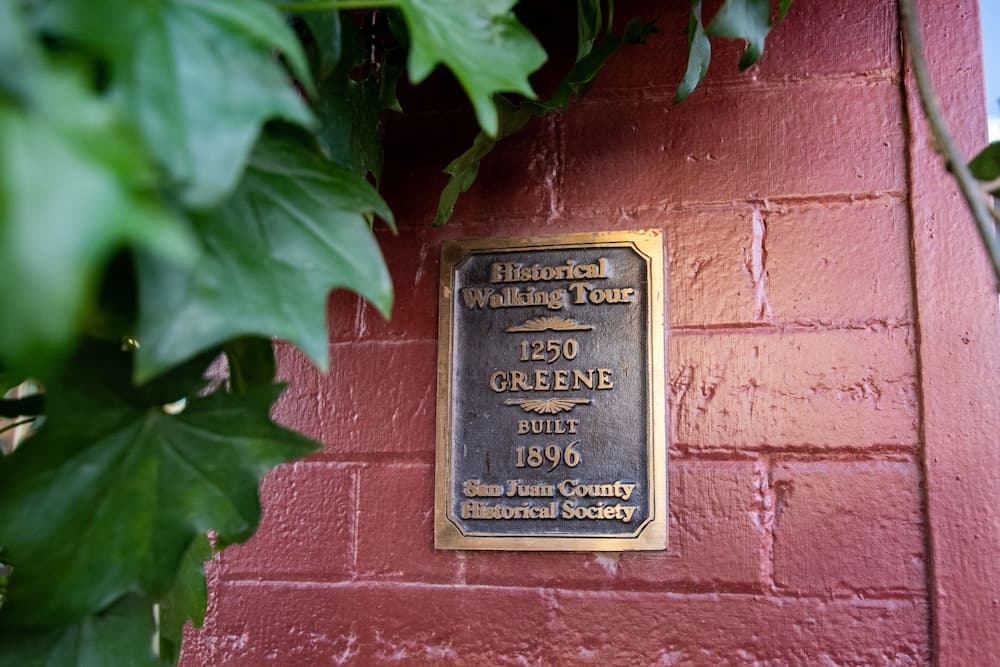 Historical
Walking Tour
1250
GREENE
BUILT
1896
San Juan County
Historical Society